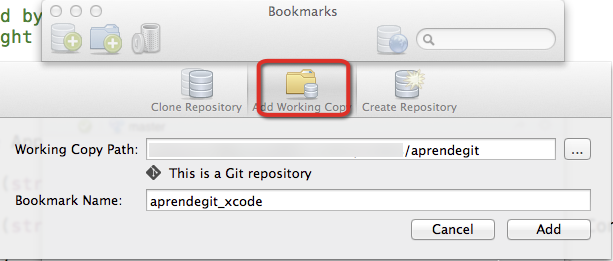 d by
ght
Bookmarks
Clone Repository
Add Working Copy
Create Repository
master
Working Copy Path:
/aprendegit
...
This is a Git repository
Bookmark Name:
aprendegit_xcode
Cancel
Add